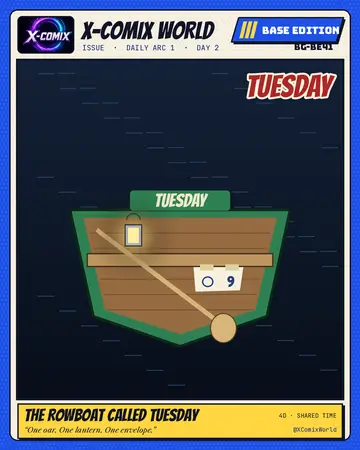 X-COMIX
X-COMIX WORLD
ISSUE · DAILY ARC 1 · DAY 2
BASE EDITION
BG-BE41
TUESDAY
TUESDAY
O 9
THE ROWBOAT CALLED TUESDAY
"One oar. One lantern. One envelope."
4D · SHARED TIME
@XComixWorld